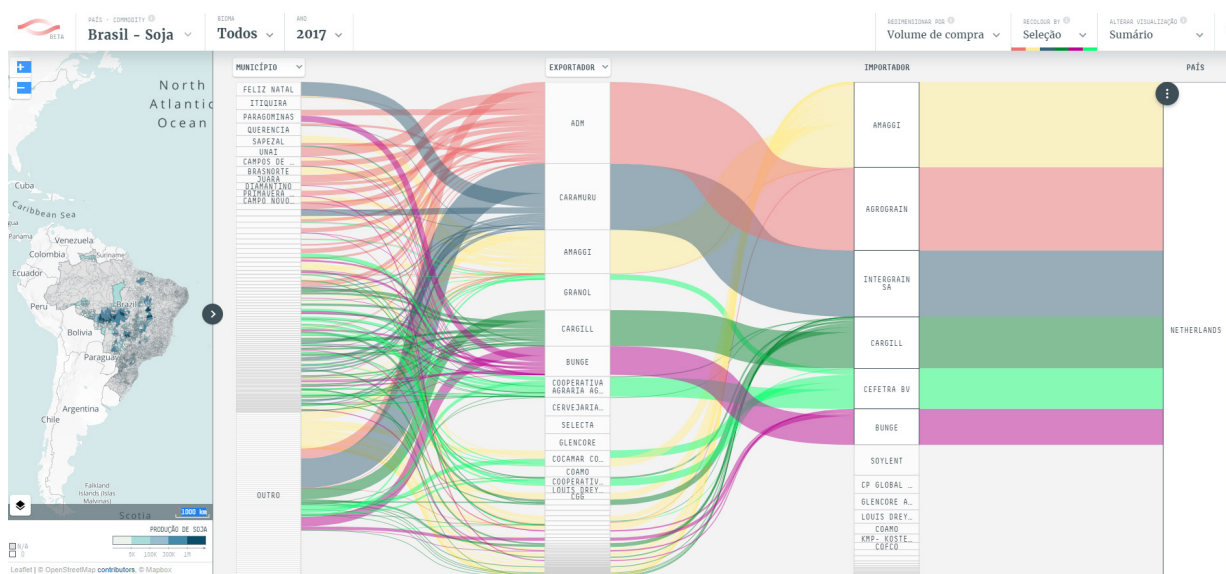 BETA
PAÍS - COMMODITY
Brasil - Soja
BIOMA
Todos
ANO
2017
REDIMENSIONAR POR
Volume de compra
RECOLOUR BY
Seleção
ALTERAR VISUALIZAÇÃO
Sumário
+
−
North
Atlantic
Ocean
Cuba
Caribbean Sea
Panama
Venezuela
Colombia
Suriname
Ecuador
Peru
Brazil
Bolivia
Paraguay
Argentina
Chile
Falkland
Islands (Islas
Malvinas)
Scotia
1000 km
PRODUÇÃO DE SOJA
N/A
0
5K 100K 300K 1M
Leaflet | © OpenStreetMap contributors, © Mapbox
MUNICÍPIO
FELIZ NATAL
ITIQUIRA
PARAGOMINAS
QUERENCIA
SAPEZAL
UNAI
CAMPOS DE …
BRASNORTE
JUARA
DIAMANTINO
PRIMAVERA …
CAMPO NOVO…
OUTRO
EXPORTADOR
ADM
CARAMURU
AMAGGI
GRANOL
CARGILL
BUNGE
COOPERATIVA
AGRARIA AG…
CERVEJARIA…
SELECTA
GLENCORE
COCAMAR CO…
COAMO
COOPERATIV…
LOUIS DREY…
CGG
IMPORTADOR
AMAGGI
AGROGRAIN
INTERGRAIN
SA
CARGILL
CEFETRA BV
BUNGE
SOYLENT
CP GLOBAL …
GLENCORE A…
LOUIS DREY…
COAMO
KMP- KOSTE…
COFCO
PAÍS
NETHERLANDS